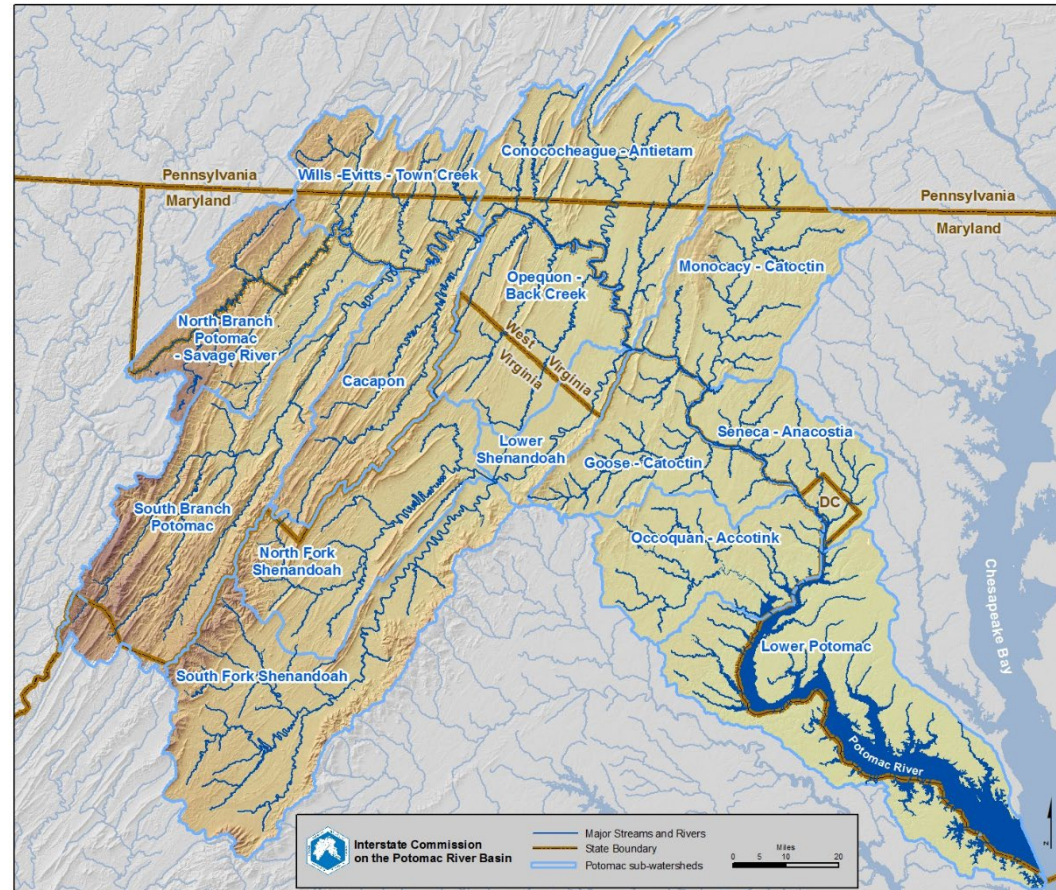 Conococheague - Antietam
Pennsylvania
Maryland
Wills -Evitts - Town Creek
Pennsylvania
Maryland
Monocacy - Catoctin
Opequon -
Back Creek
North Branch
Potomac
- Savage River
West Virginia
Virginia
Cacapon
Seneca - Anacostia
Lower
Shenandoah
Goose - Catoctin
DC
South Branch
Potomac
Occoquan - Accotink
North Fork
Shenandoah
Chesapeake Bay
Lower Potomac
South Fork Shenandoah
Potomac River
Interstate Commission
on the Potomac River Basin
Major Streams and Rivers
State Boundary
Potomac sub-watersheds
Miles
0 5 10 20
N